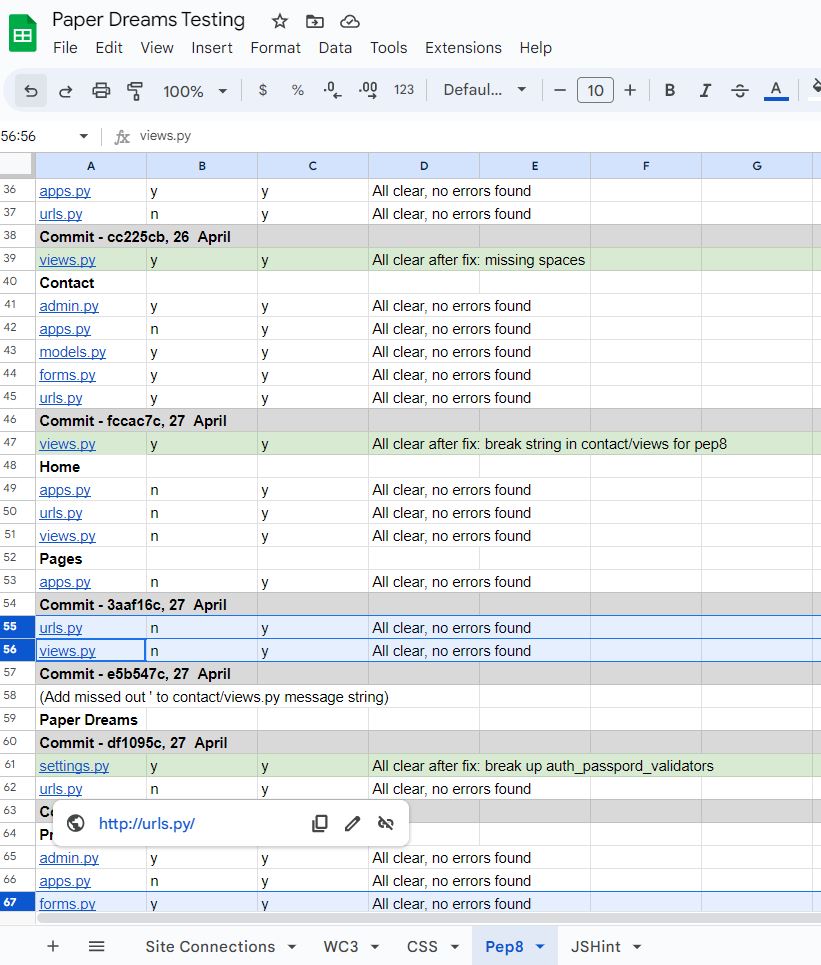 Paper Dreams Testing
File Edit View Insert Format Data Tools Extensions Help
100% $ % .0 .00 123 Defaul... 10 B I S A
56:56 fx views.py
A B C D E F G
36 apps.py y y All clear, no errors found
37 urls.py n y All clear, no errors found
38 Commit - cc225cb, 26 April
39 views.py y y All clear after fix: missing spaces
40 Contact
41 admin.py y y All clear, no errors found
42 apps.py n y All clear, no errors found
43 models.py y y All clear, no errors found
44 forms.py y y All clear, no errors found
45 urls.py y y All clear, no errors found
46 Commit - fccac7c, 27 April
47 views.py y y All clear after fix: break string in contact/views for pep8
48 Home
49 apps.py n y All clear, no errors found
50 urls.py n y All clear, no errors found
51 views.py n y All clear, no errors found
52 Pages
53 apps.py n y All clear, no errors found
54 Commit - 3aaf16c, 27 April
55 urls.py n y All clear, no errors found
56 views.py n y All clear, no errors found
57 Commit - e5b547c, 27 April
58 (Add missed out ' to contact/views.py message string)
59 Paper Dreams
60 Commit - df1095c, 27 April
61 settings.py y y All clear after fix: break up auth_passpord_validators
62 urls.py n y All clear, no errors found
63
http://urls.py/
64
65 admin.py y y All clear, no errors found
66 apps.py n y All clear, no errors found
67 forms.py y y All clear, no errors found
+ Site Connections WC3 CSS Pep8 JSHint